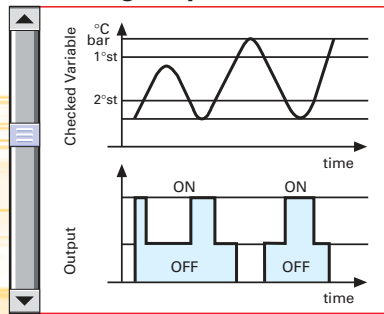 °C
bar
1°st
2°st
Checked Variable
time
ON ON
Output
OFF OFF
time